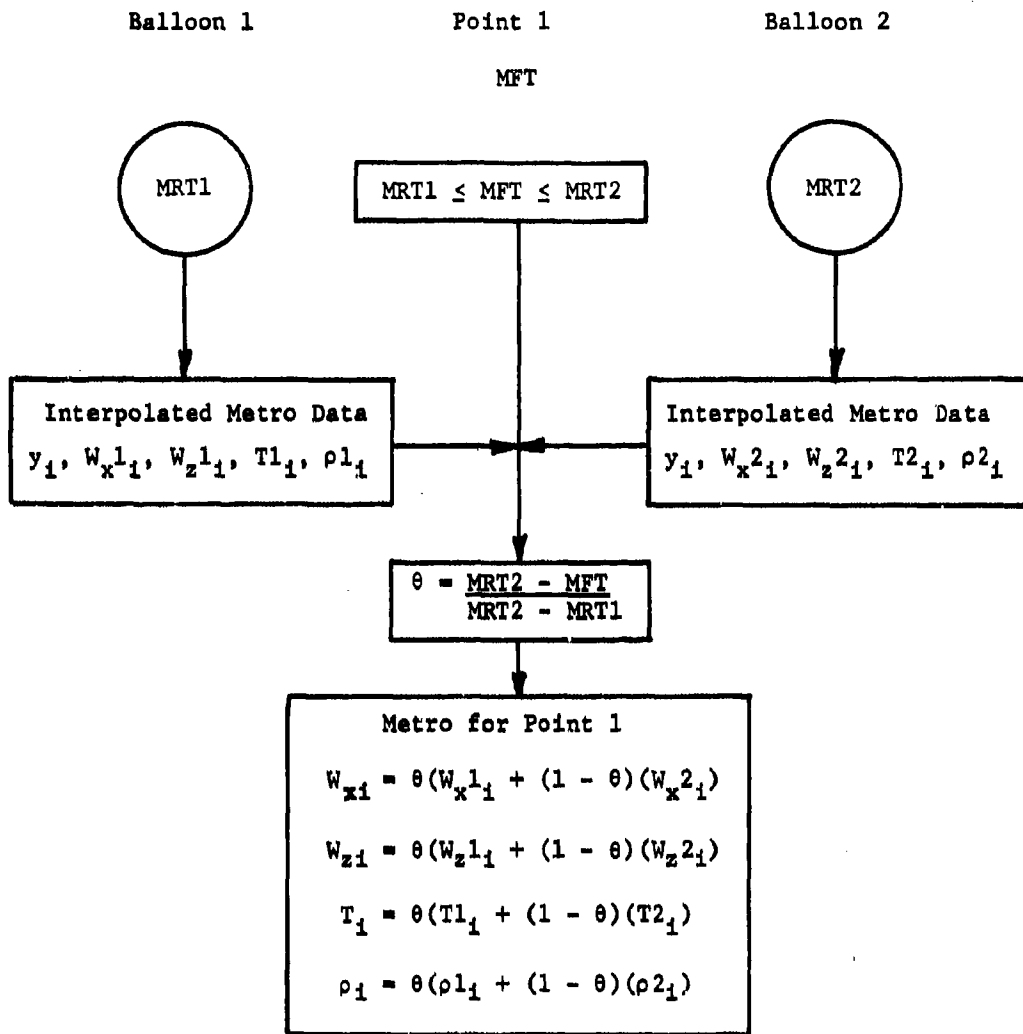 Balloon 1 Point 1 Balloon 2
MFT
MRT1 MRT1 ≤ MFT ≤ MRT2 MRT2
Interpolated Metro Data
y_i, W_x1_i, W_z1_i, T1_i, ρ1_i
Interpolated Metro Data
y_i, W_x2_i, W_z2_i, T2_i, ρ2_i
θ = MRT2 - MFT
MRT2 - MRT1
Metro for Point 1
W_xi = θ(W_x1_i + (1 - θ)(W_x2_i)
W_zi = θ(W_z1_i + (1 - θ)(W_z2_i)
T_i = θ(T1_i + (1 - θ)(T2_i)
ρ_i = θ(ρ1_i + (1 - θ)(ρ2_i)